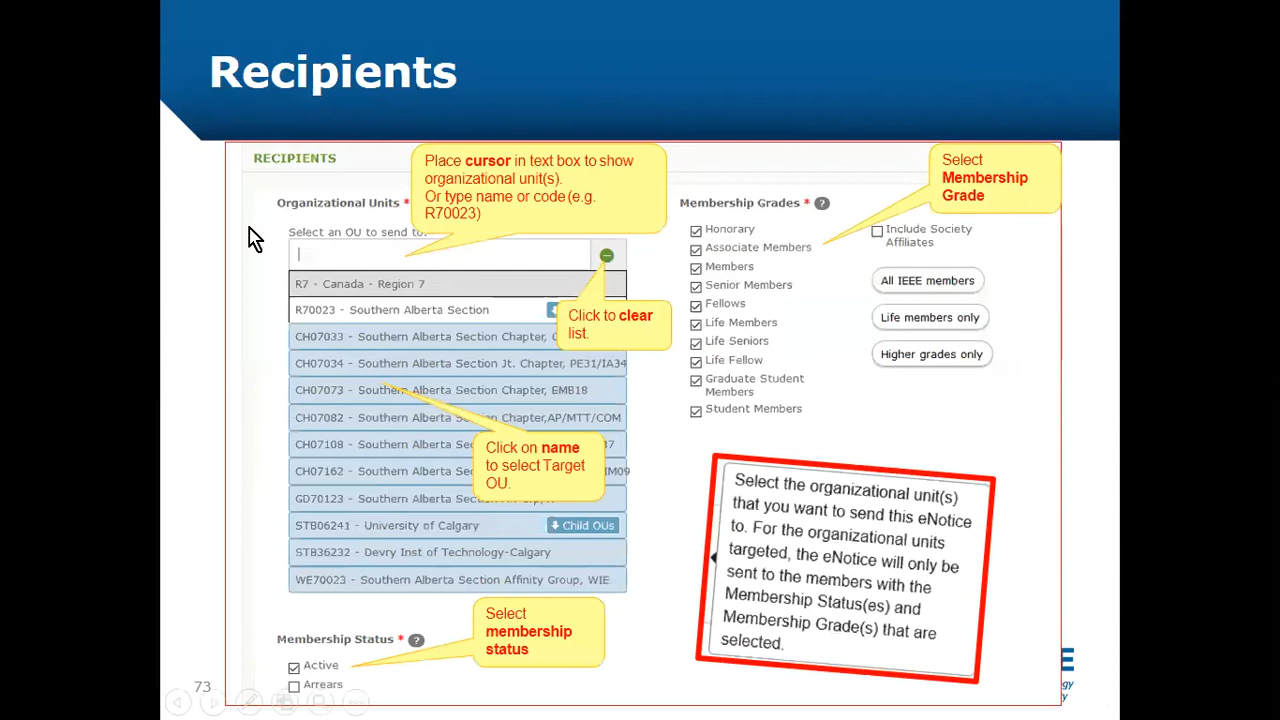 Recipients
RECIPIENTS
Place cursor in text box to show
organizational unit(s).
Or type name or code (e.g.
R70023)
Select
Membership
Grade
Organizational Units *
Select an OU to send to:
R7 - Canada - Region 7
R70023 - Southern Alberta Section
CH07033 - Southern Alberta Section Chapter,
CH07034 - Southern Alberta Section Jt. Chapter, PE31/IA34
CH07073 - Southern Alberta Section Chapter, EMB18
CH07082 - Southern Alberta Section Chapter,AP/MTT/COM
CH07108 - Southern Alberta Sec
CH07162 - Southern Alberta Sec IM09
GD70123 - Southern Alberta Sec
STB06241 - University of Calgary
Child OUs
STB36232 - Devry Inst of Technology-Calgary
WE70023 - Southern Alberta Section Affinity Group, WIE
Click to clear
list.
Click on name
to select Target
OU.
Membership Status * ?
Active
Arrears
Select
membership
status
Membership Grades * ?
Honorary
Associate Members
Members
Senior Members
Fellows
Life Members
Life Seniors
Life Fellow
Graduate Student
Members
Student Members
Include Society
Affiliates
All IEEE members
Life members only
Higher grades only
Select the organizational unit(s)
that you want to send this eNotice
to. For the organizational units
targeted, the eNotice will only be
sent to the members with the
Membership Status(es) and
Membership Grade(s) that are
selected.
73